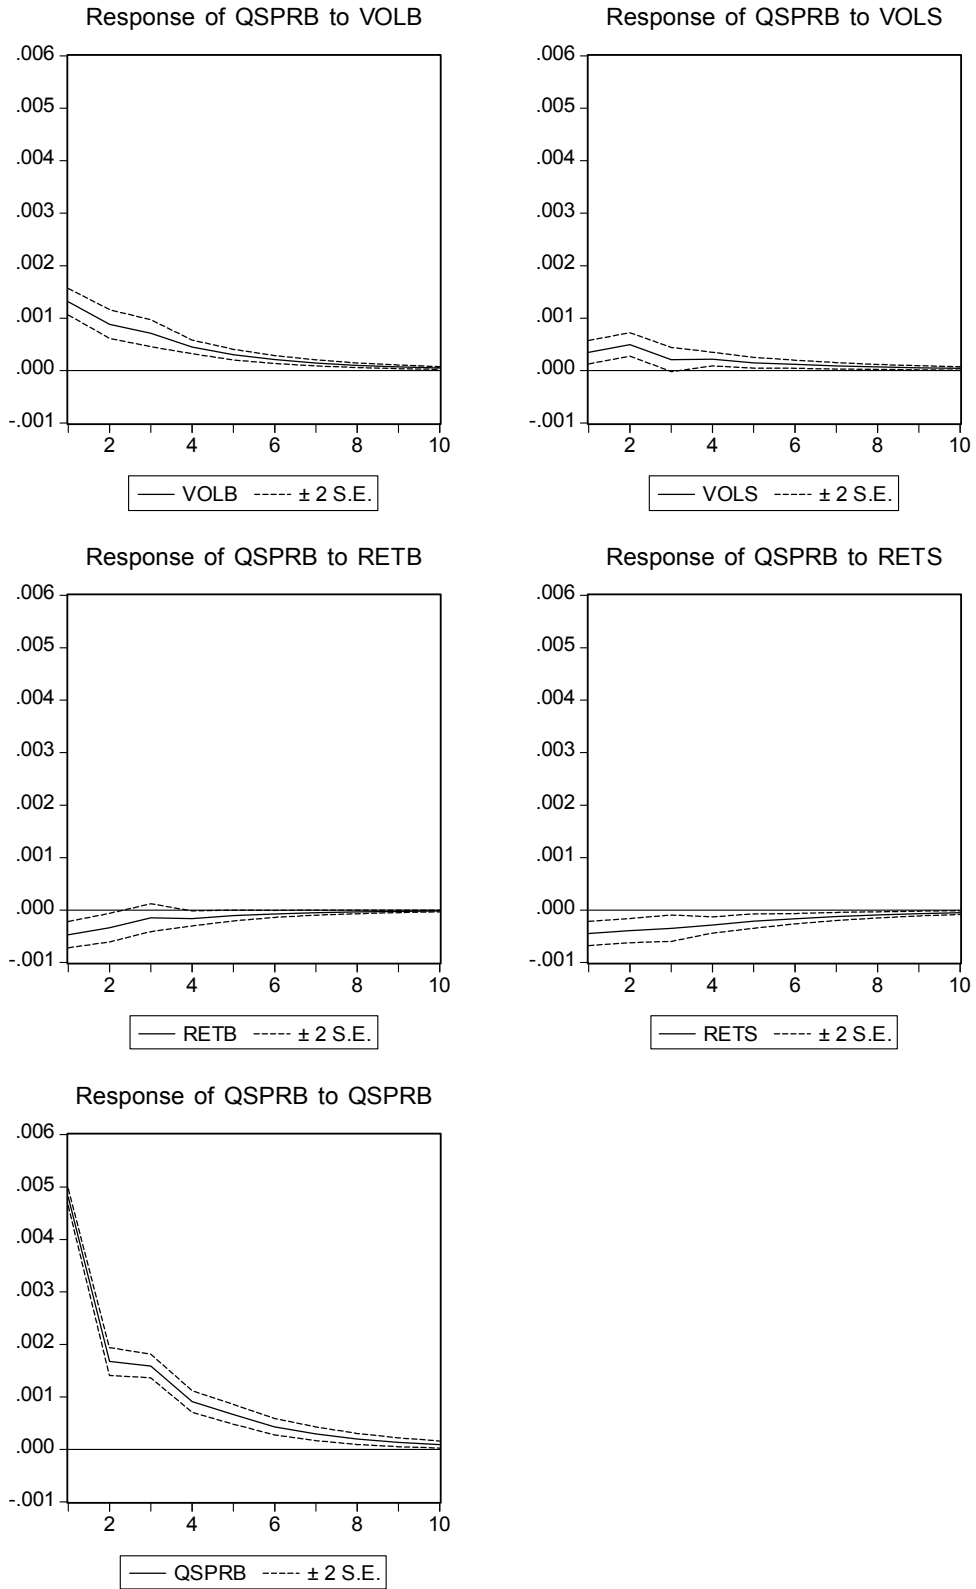 Response of QSPRB to VOLB
.006
.005
.004
.003
.002
.001
.000
-.001
2 4 6 8 10
VOLB ± 2 S.E.
Response of QSPRB to VOLS
.006
.005
.004
.003
.002
.001
.000
-.001
2 4 6 8 10
VOLS ± 2 S.E.
Response of QSPRB to RETB
.006
.005
.004
.003
.002
.001
.000
-.001
2 4 6 8 10
RETB ± 2 S.E.
Response of QSPRB to RETS
.006
.005
.004
.003
.002
.001
.000
-.001
2 4 6 8 10
RETS ± 2 S.E.
Response of QSPRB to QSPRB
.006
.005
.004
.003
.002
.001
.000
-.001
2 4 6 8 10
QSPRB ± 2 S.E.